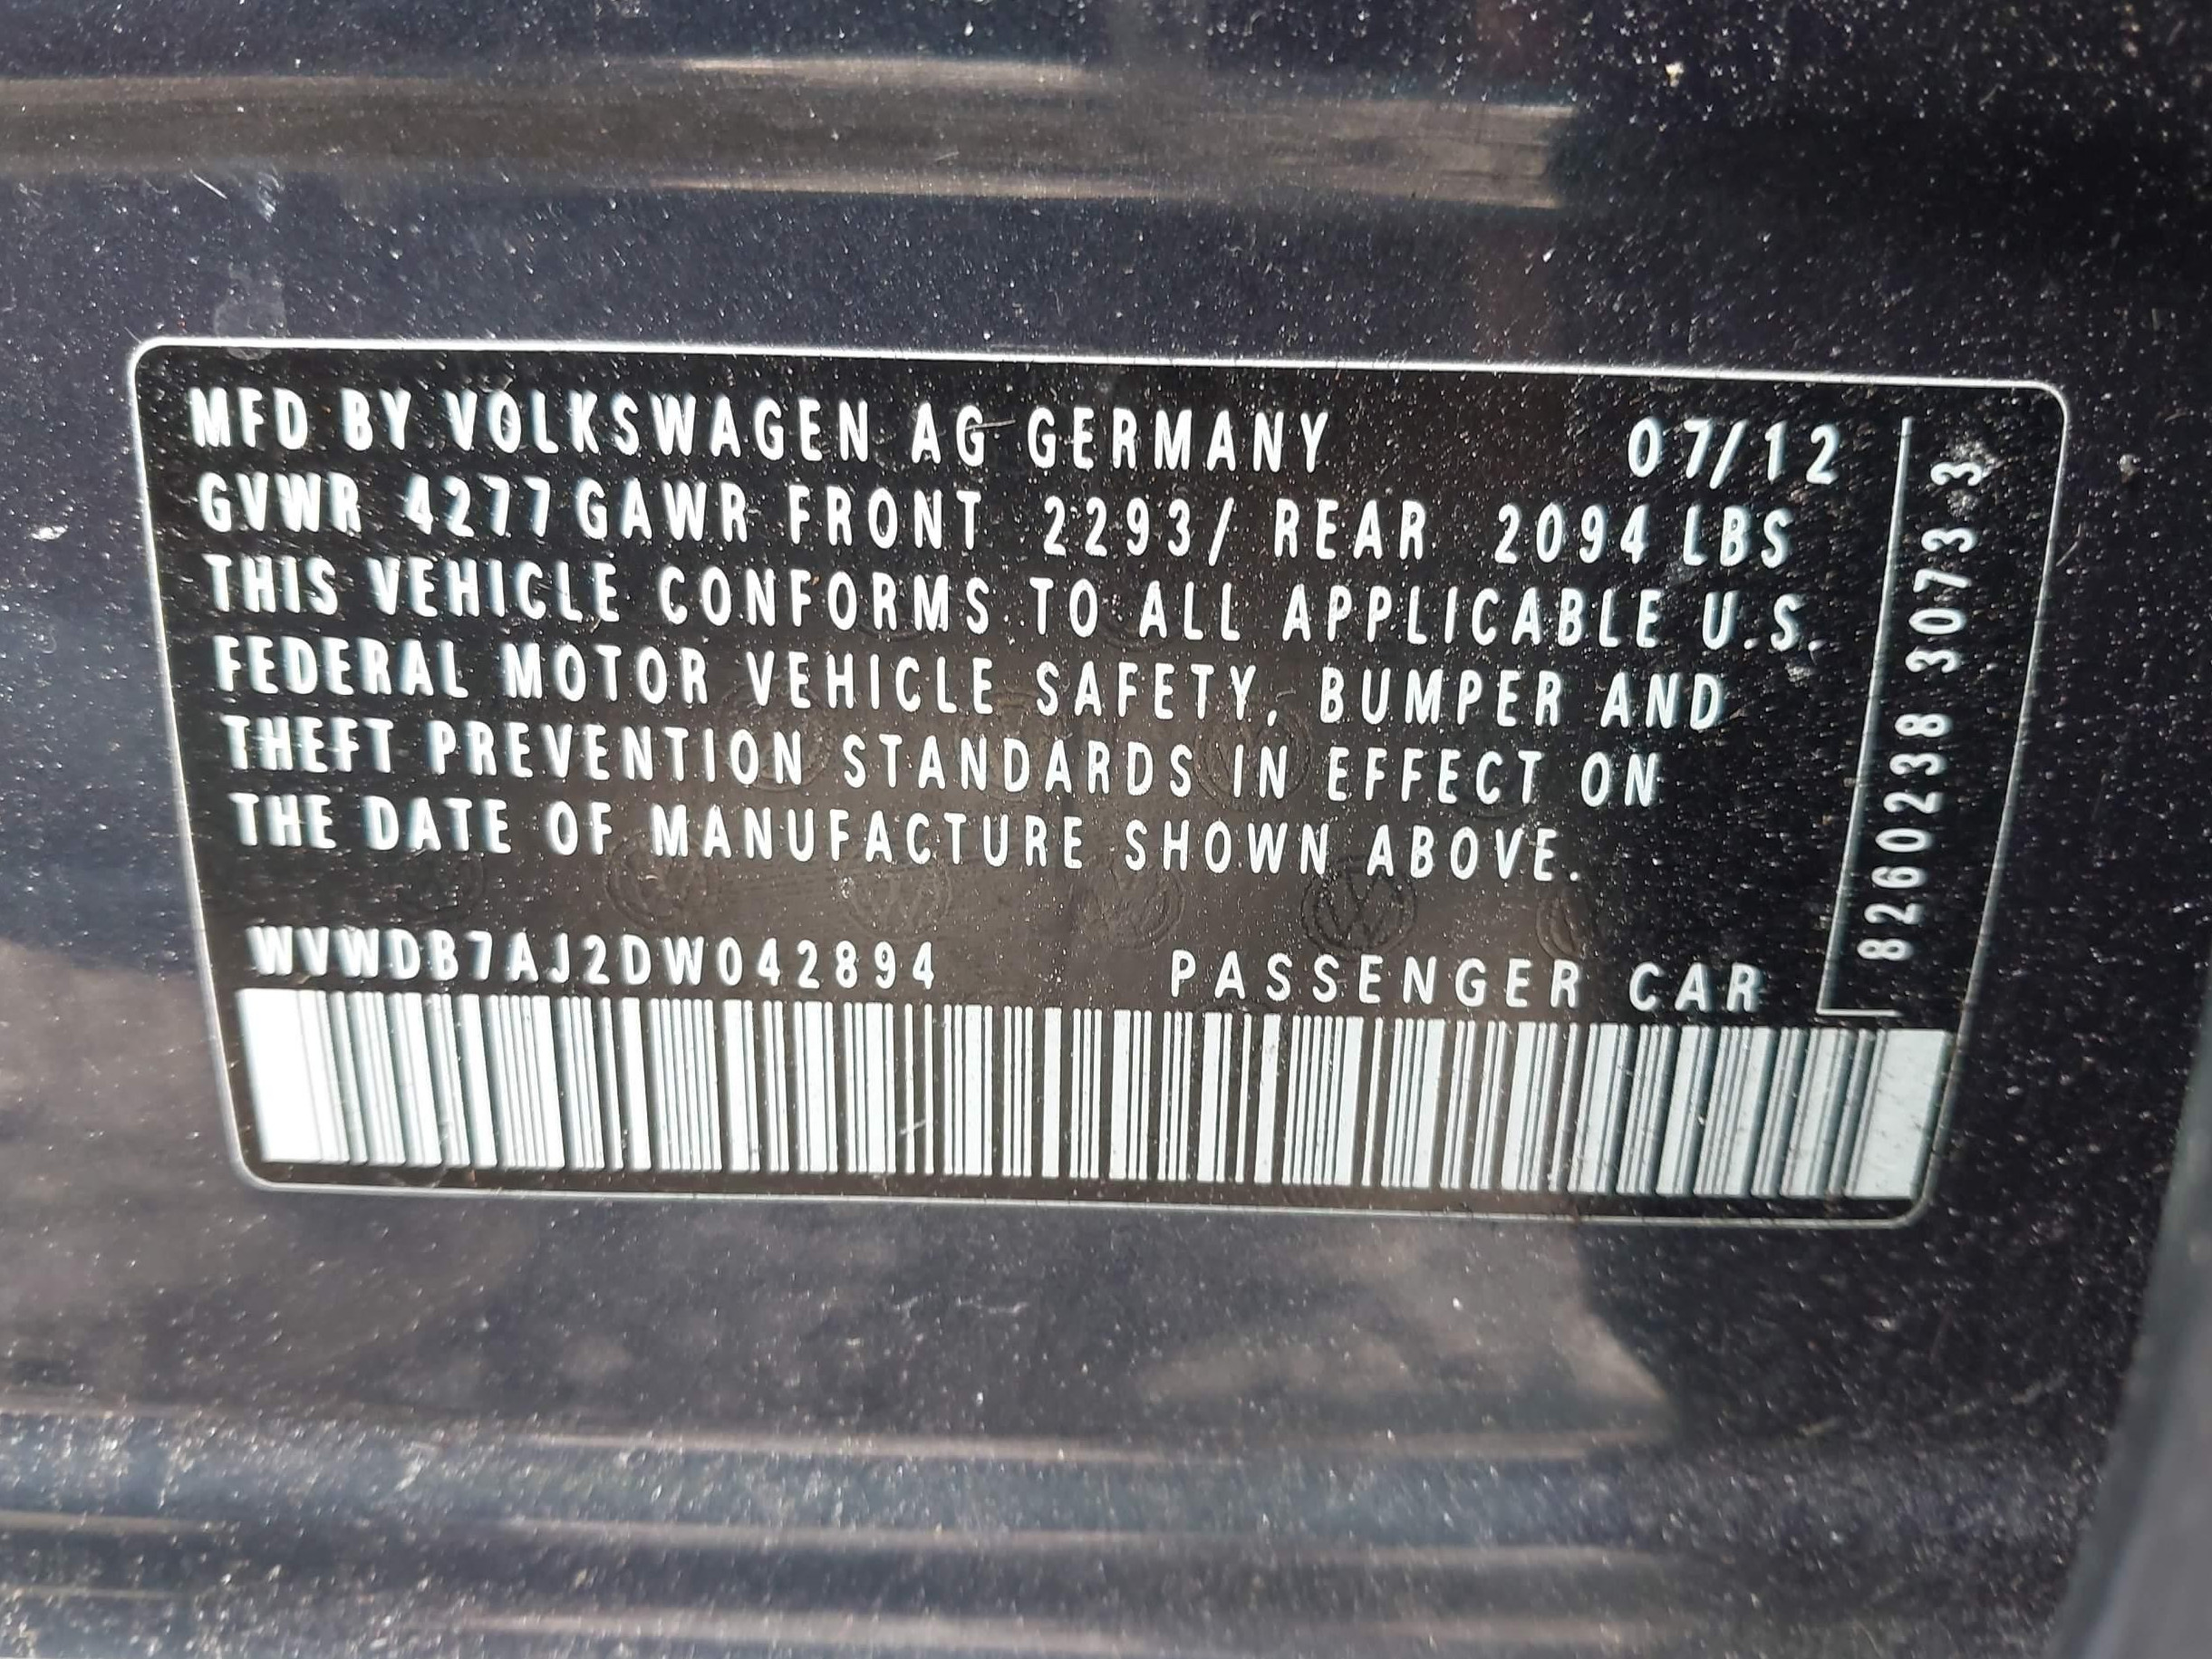 MFD BY VOLKSWAGEN AG GERMANY 07/12
GVWR 4277 GAWR FRONT 2293/ REAR 2094 LBS
THIS VEHICLE CONFORMS TO ALL APPLICABLE U.S.
FEDERAL MOTOR VEHICLE SAFETY, BUMPER AND
THEFT PREVENTION STANDARDS IN EFFECT ON
THE DATE OF MANUFACTURE SHOWN ABOVE.
WVWDB7AJ2DW042894 PASSENGER CAR
8260238 3073 3